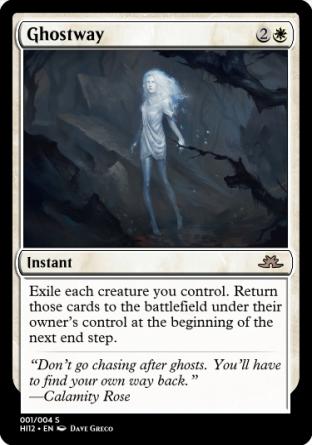 Ghostway 2
Instant
Exile each creature you control. Return
those cards to the battlefield under their
owner's control at the beginning of the
next end step.
“Don't go chasing after ghosts. You'll have
to find your own way back.”
—Calamity Rose
001/004 S
HI12 • EN Dave Greco